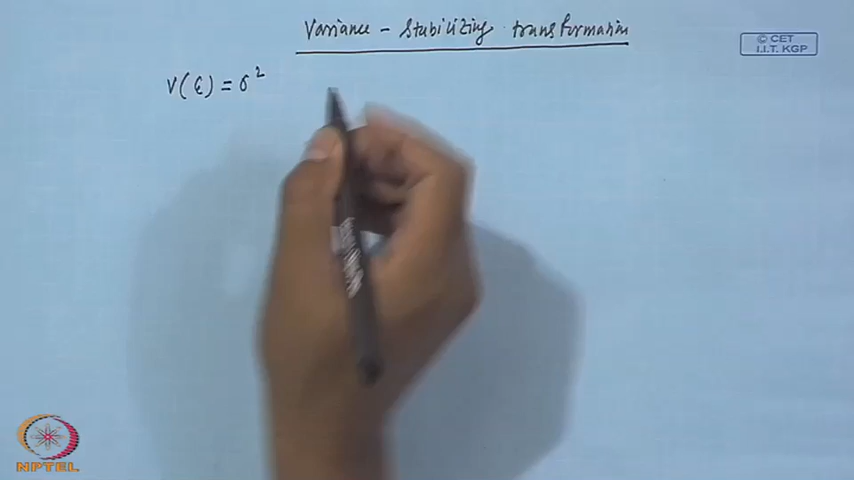 Variance - Stabilizing transformation
© CET
I.I.T. KGP
V(ε) = σ²
NPTEL